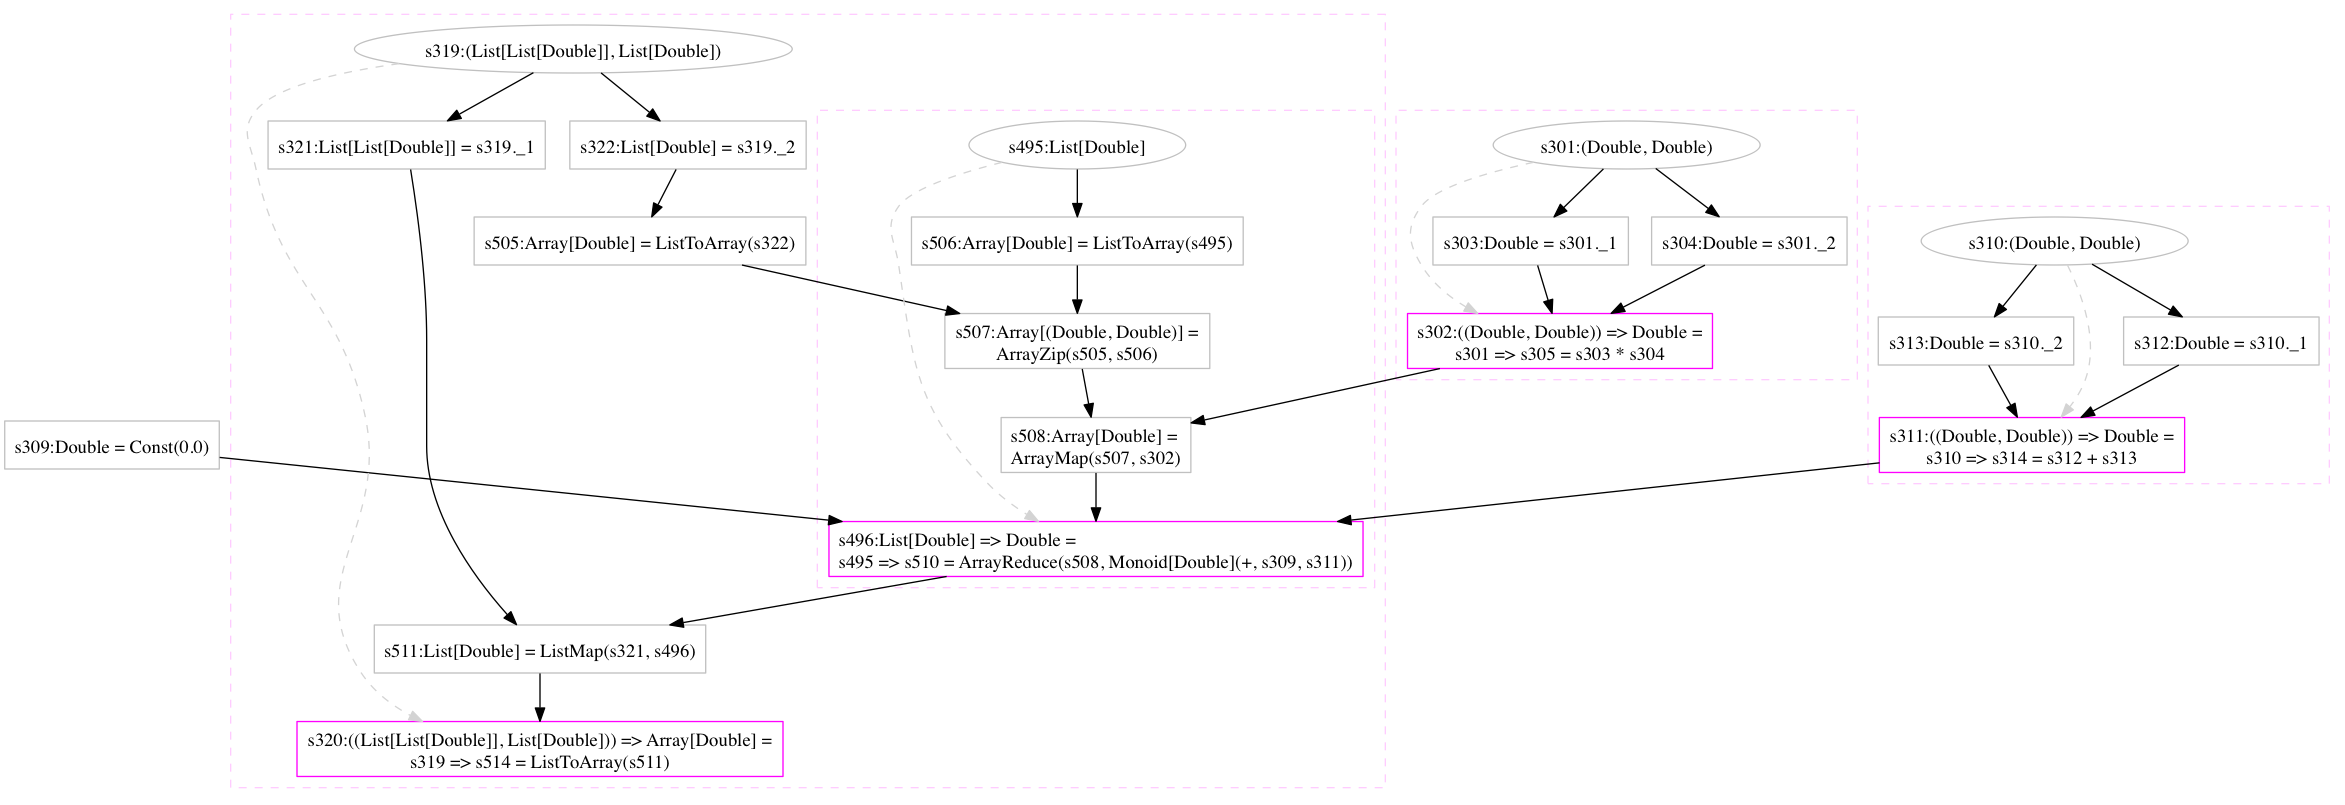 s319:(List[List[Double]], List[Double])
s321:List[List[Double]] = s319._1
s322:List[Double] = s319._2
s495:List[Double]
s301:(Double, Double)
s505:Array[Double] = ListToArray(s322)
s506:Array[Double] = ListToArray(s495)
s303:Double = s301._1
s304:Double = s301._2
s310:(Double, Double)
s507:Array[(Double, Double)] =
ArrayZip(s505, s506)
s302:((Double, Double)) => Double =
s301 => s305 = s303 * s304
s313:Double = s310._2
s312:Double = s310._1
s309:Double = Const(0.0)
s508:Array[Double] =
ArrayMap(s507, s302)
s311:((Double, Double)) => Double =
s310 => s314 = s312 + s313
s496:List[Double] => Double =
s495 => s510 = ArrayReduce(s508, Monoid[Double](+, s309, s311))
s511:List[Double] = ListMap(s321, s496)
s320:((List[List[Double]], List[Double])) => Array[Double] =
s319 => s514 = ListToArray(s511)